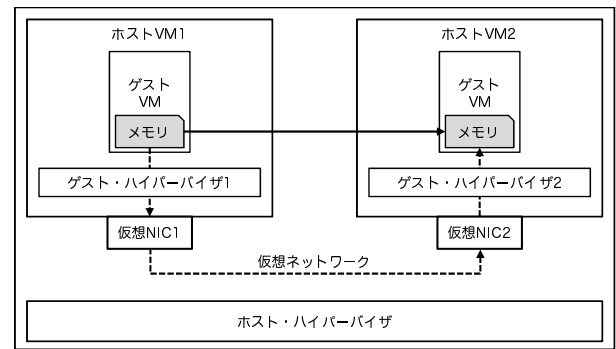 ホストVM1
ホストVM2
ゲスト
VM
メモリ
ゲスト
VM
メモリ
ゲスト・ハイパーバイザ1
ゲスト・ハイパーバイザ2
仮想NIC1
仮想NIC2
仮想ネットワーク
ホスト・ハイパーバイザ